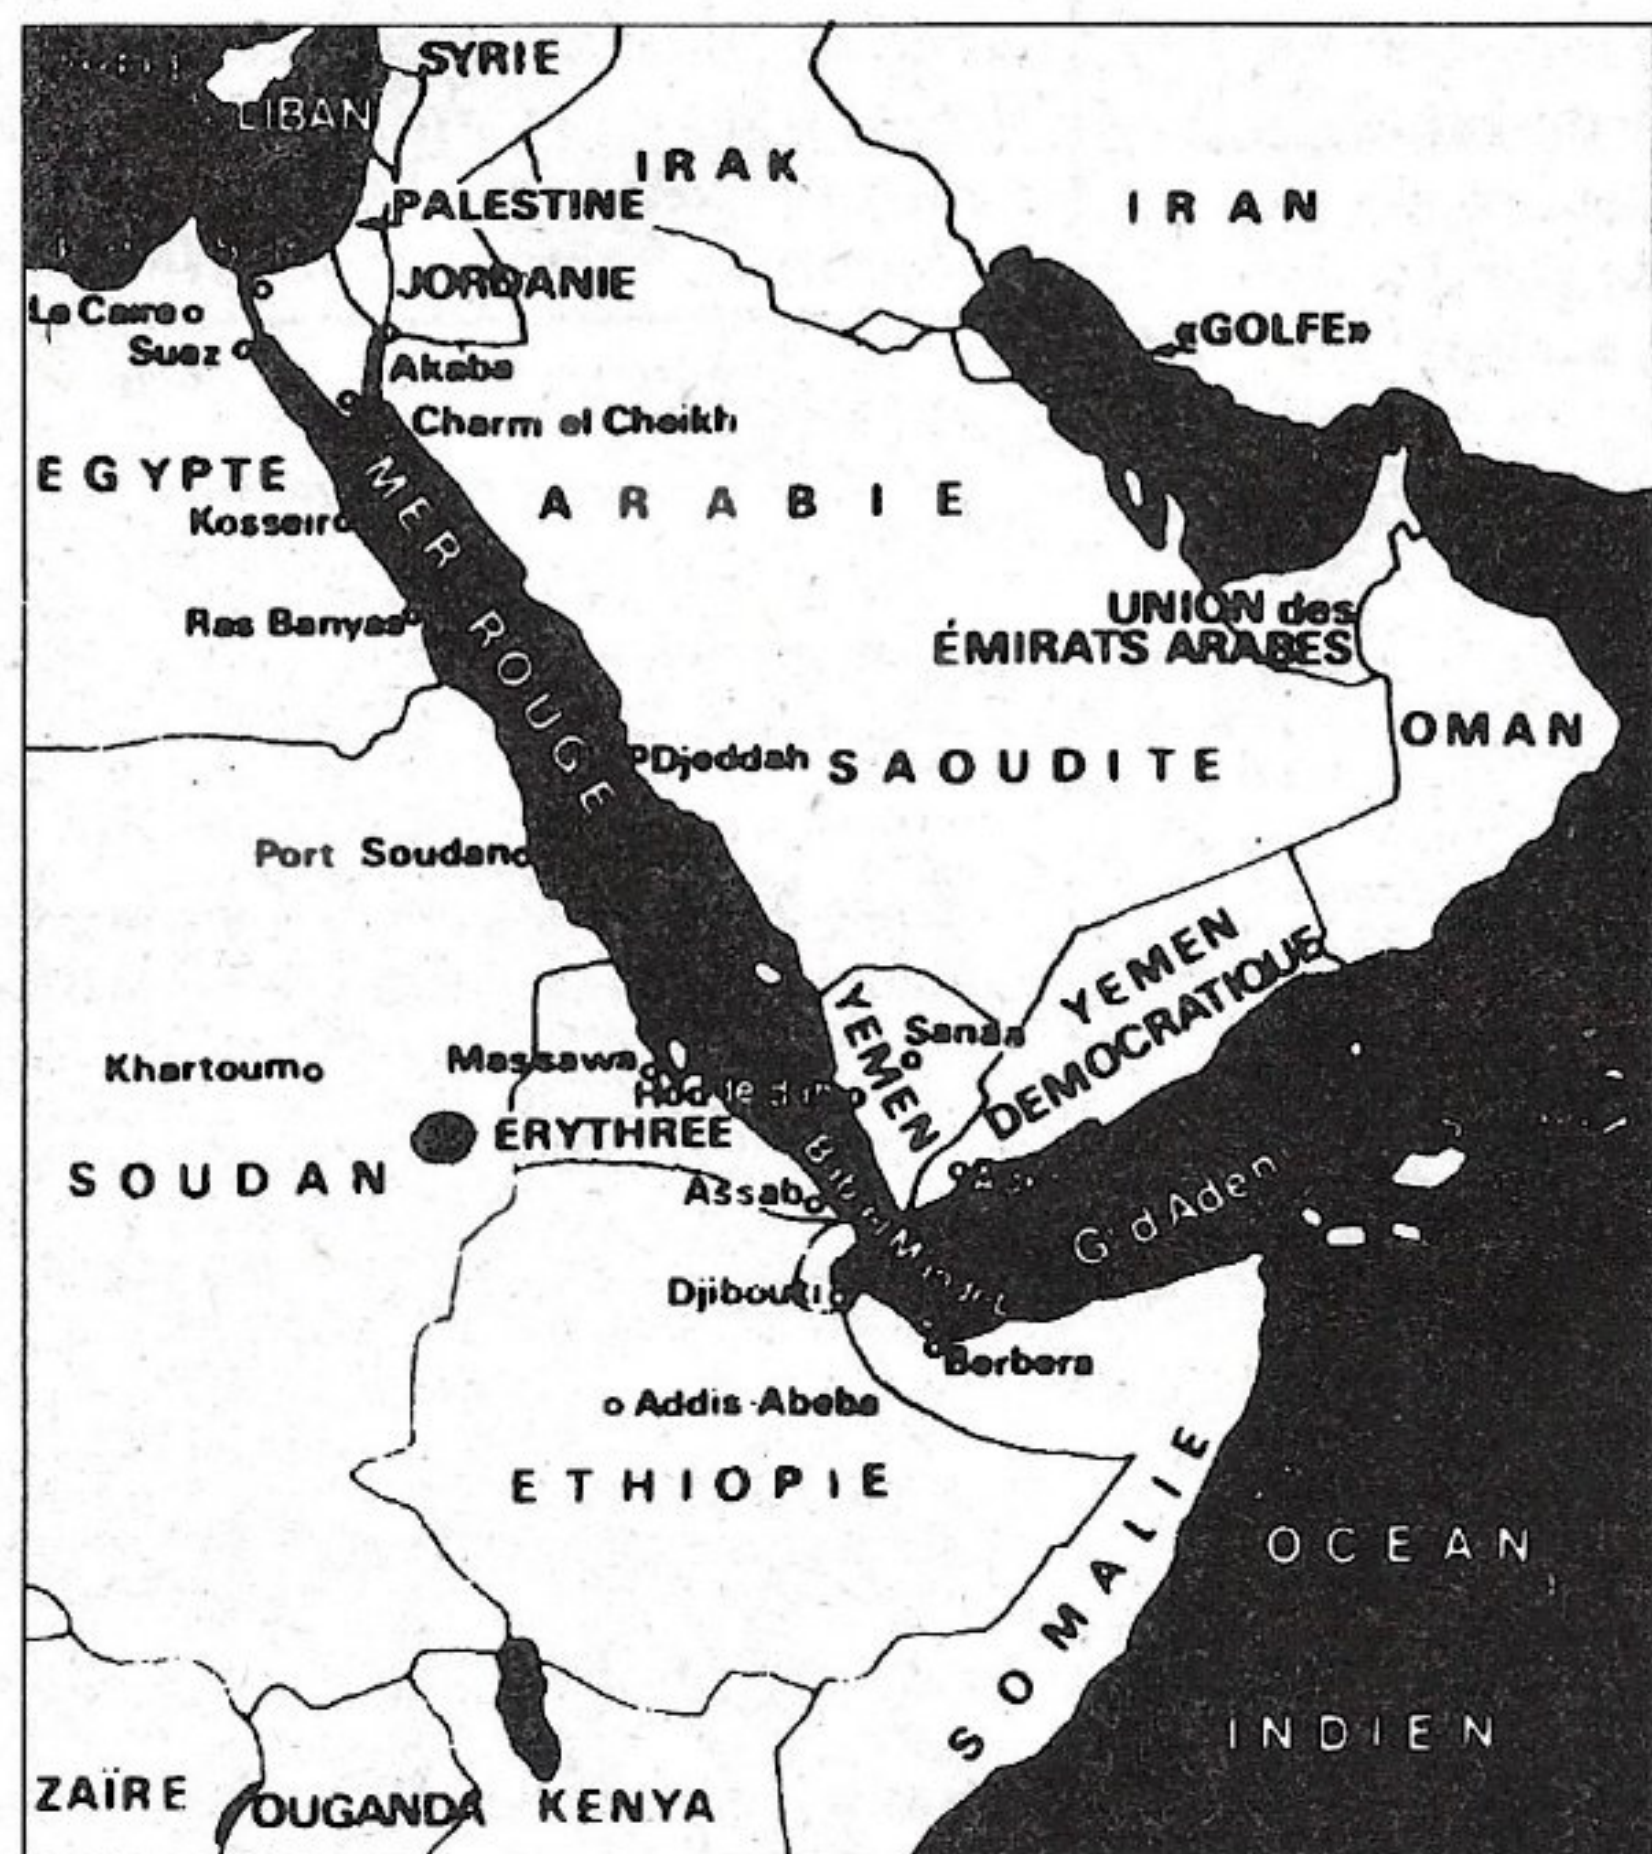 SYRIE
LIBAN
IRAK
PALESTINE
IRAN
JORDANIE
Le Caire
Suez
«GOLFE»
Akaba
Charm el Cheikh
EGYPTE
MER ROUGE
ARABIE
Kosseir
Ras Banyas
UNION des
ÉMIRATS ARABES
OMAN
Djeddah
SAOUDITE
Port Soudan
YEMEN
DEMOCRATIQUE
YEMEN
Sanaa
Khartoum
Massawa
ERYTHREE
SOUDAN
Assab
G. d'Aden
Djibouti
Berbera
Addis-Abeba
ETHIOPIE
SOMALIE
OCEAN
INDIEN
ZAÏRE
OUGANDA
KENYA